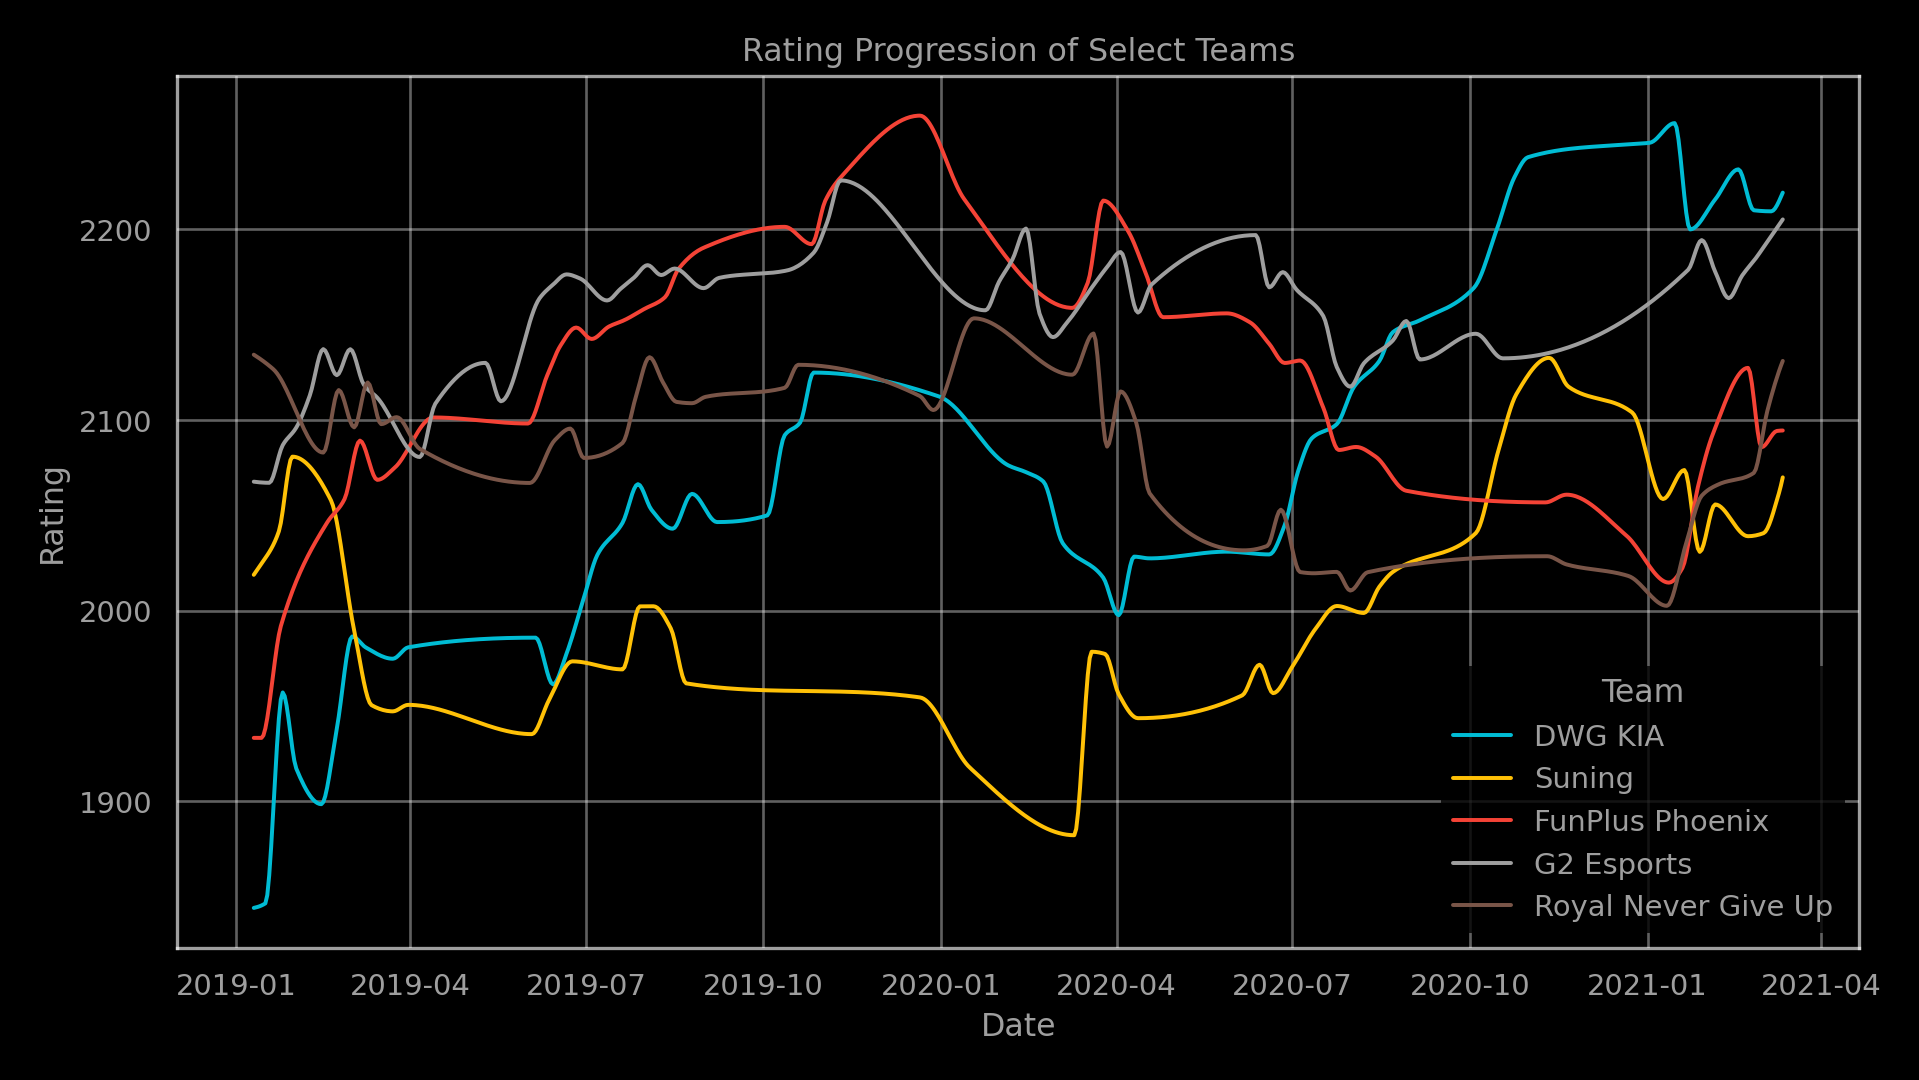 Rating Progression of Select Teams
Rating
2200
2100
2000
1900
Team
DWG KIA
Suning
FunPlus Phoenix
G2 Esports
Royal Never Give Up
2019-01 2019-04 2019-07 2019-10 2020-01 2020-04 2020-07 2020-10 2021-01 2021-04
Date